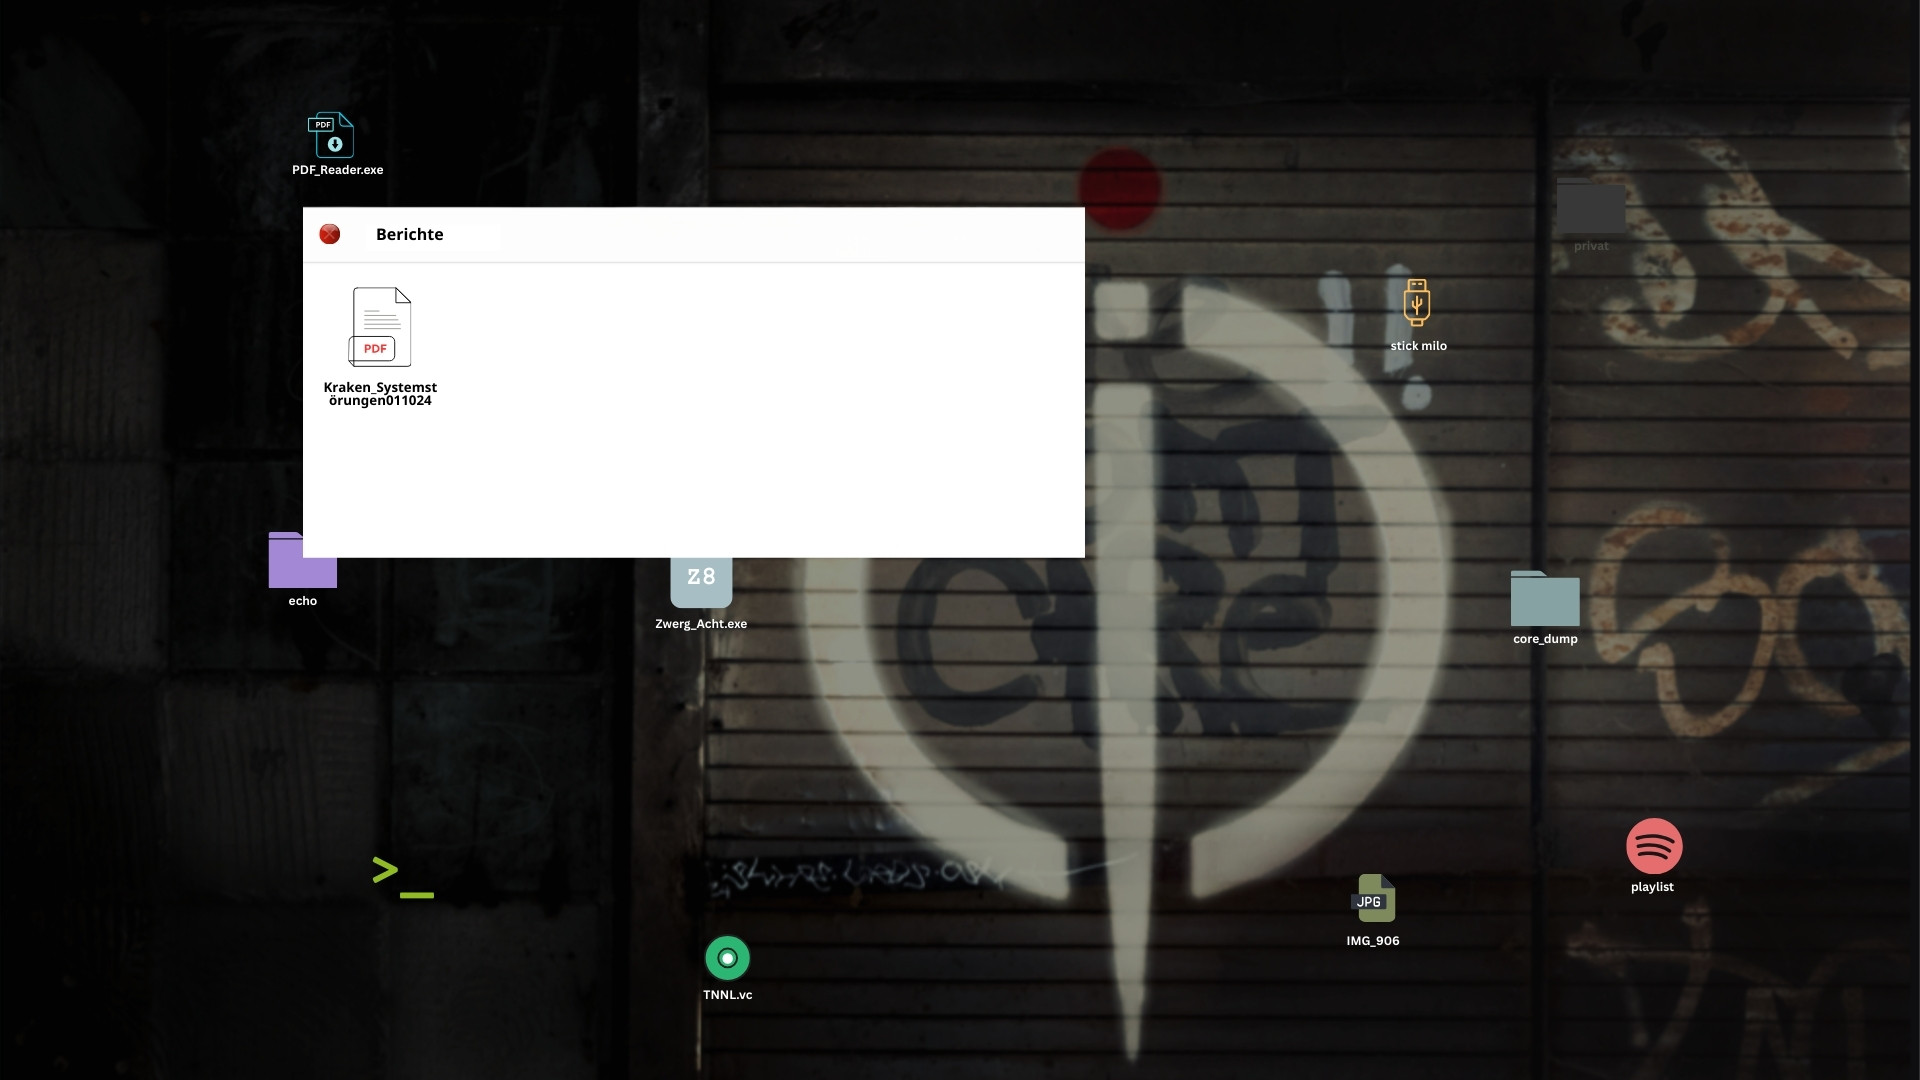 PDF
PDF_Reader.exe
Berichte
PDF
Kraken_Systemst
örungen011024
privat
stick milo
echo
Z8
Zwerg_Acht.exe
core_dump
>_
playlist
JPG
IMG_906
TNNL.vc